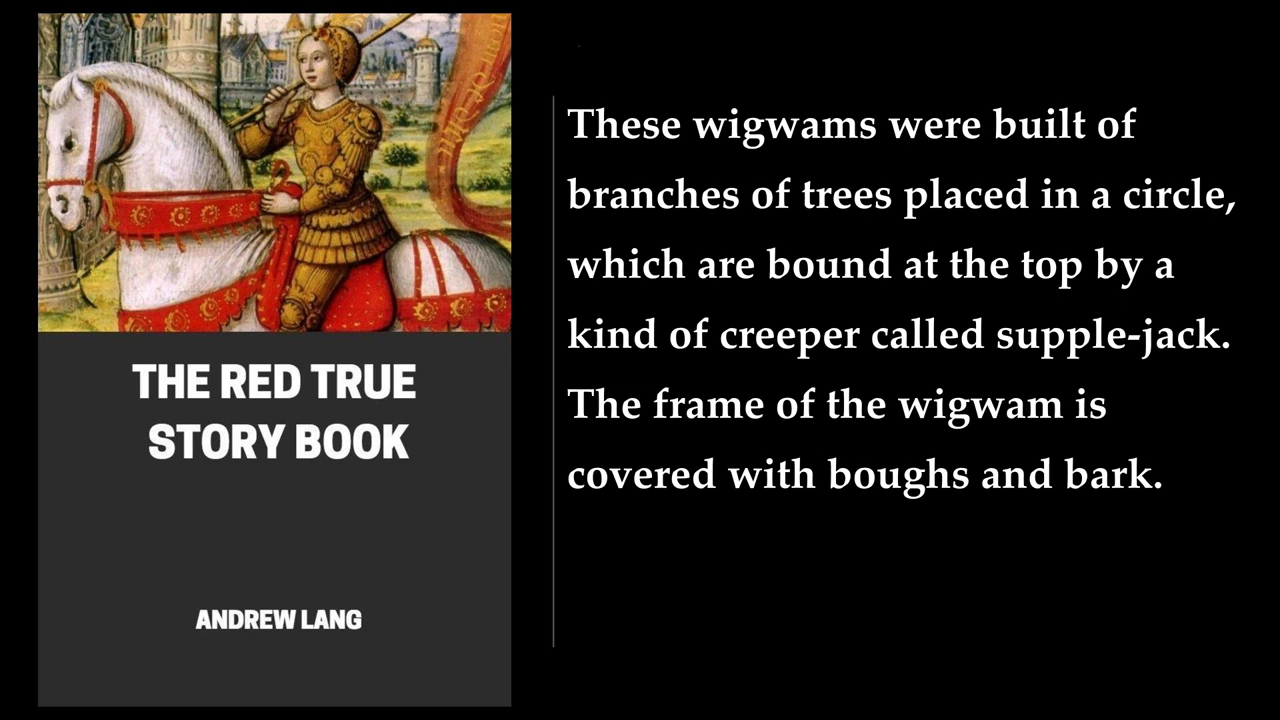 THE RED TRUE
STORY BOOK
ANDREW LANG
These wigwams were built of
branches of trees placed in a circle,
which are bound at the top by a
kind of creeper called supple-jack.
The frame of the wigwam is
covered with boughs and bark.